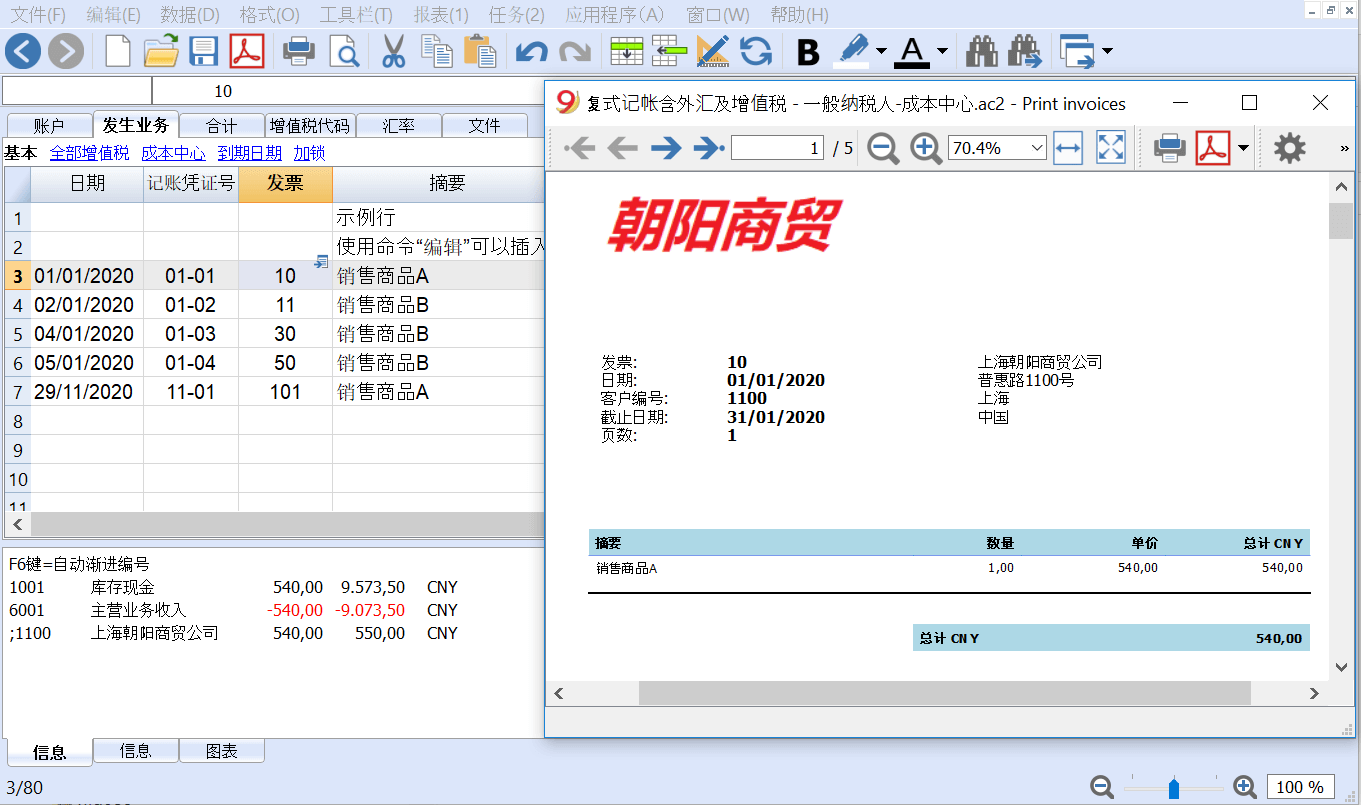 文件(F) 编辑(E) 数据(D) 格式(O) 工具栏(T) 报表(1) 任务(2) 应用程序(A) 窗口(W) 帮助(H)
10
账户 发生业务 合计 增值税代码 汇率 文件
基本 全部增值税 成本中心 到期日期 加锁
日期 记账凭证号 发票 摘要
1 示例行
2 使用命令“编辑”可以插入
3 01/01/2020 01-01 10 销售商品A
4 02/01/2020 01-02 11 销售商品B
5 04/01/2020 01-03 30 销售商品B
6 05/01/2020 01-04 50 销售商品B
7 29/11/2020 11-01 101 销售商品A
8
9
10
11
F6键=自动渐进编号
1001 库存现金 540,00 9.573,50 CNY
6001 主营业务收入 -540,00 -9.073,50 CNY
;1100 上海朝阳商贸公司 540,00 550,00 CNY
信息 信息 图表
3/80
100 %
复式记帐含外汇及增值税 - 一般纳税人-成本中心.ac2 - Print invoices
1 / 5 70.4% »
朝阳商贸
发票: 10 上海朝阳商贸公司
日期: 01/01/2020 普惠路1100号
客户编号: 1100 上海
截止日期: 31/01/2020 中国
页数: 1
摘要 数量 单价 总计 CNY
销售商品A 1,00 540,00 540,00
总计 CNY 540,00